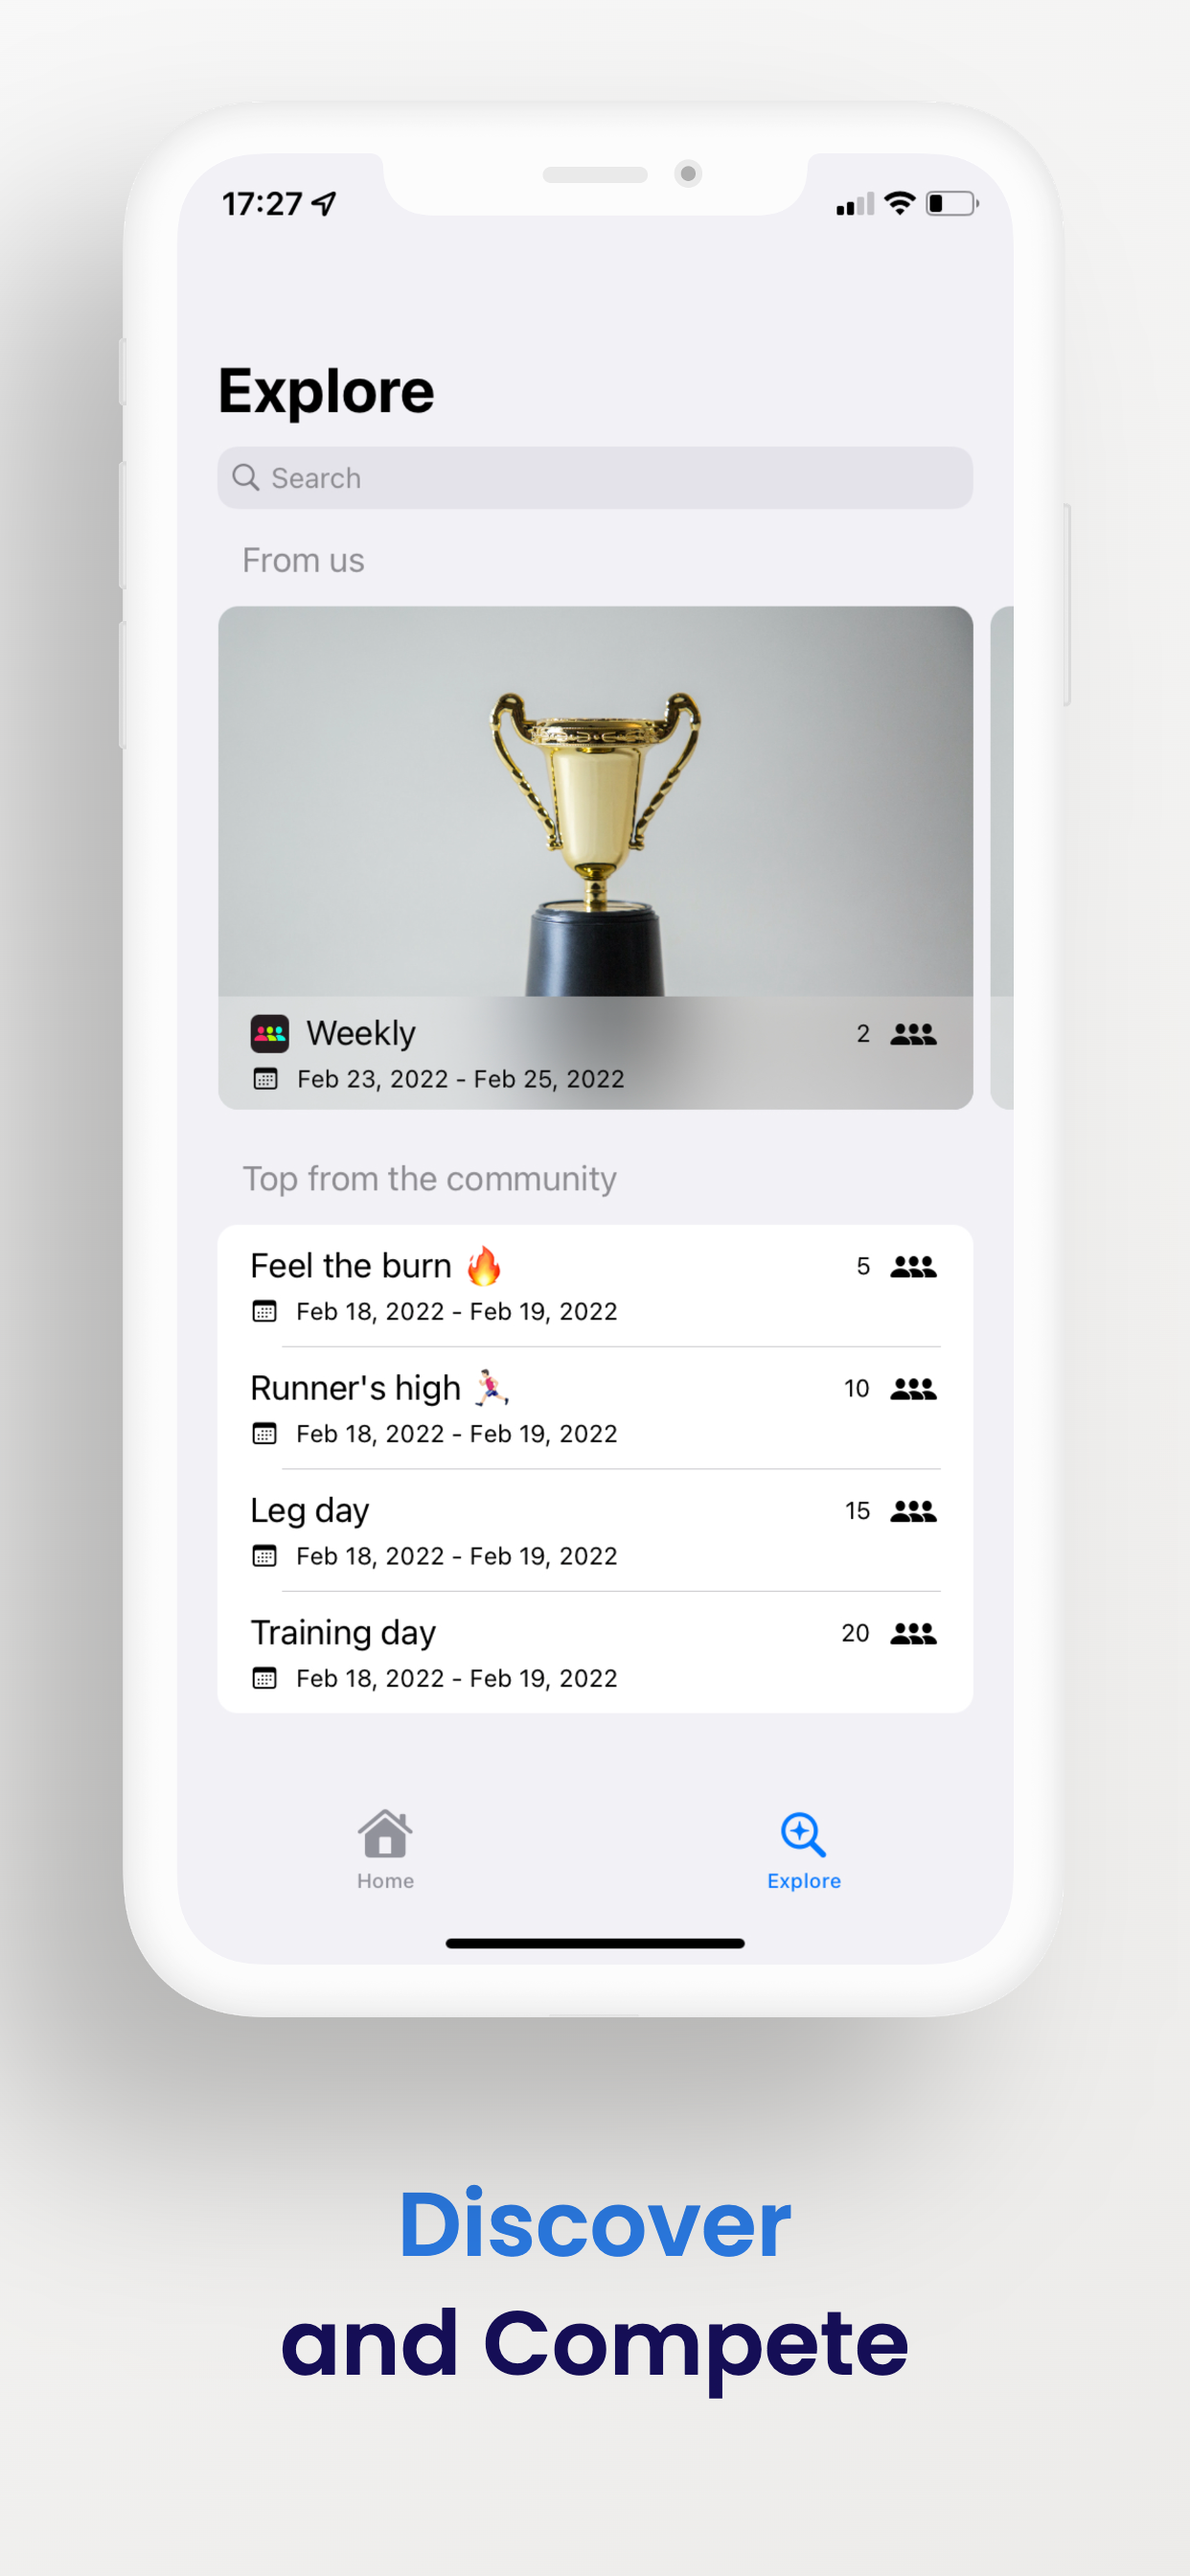 17:27
Explore
Search
From us
Weekly 2
Feb 23, 2022 - Feb 25, 2022
Top from the community
Feel the burn 🔥 5
Feb 18, 2022 - Feb 19, 2022
Runner's high 🏃🏻 10
Feb 18, 2022 - Feb 19, 2022
Leg day 15
Feb 18, 2022 - Feb 19, 2022
Training day 20
Feb 18, 2022 - Feb 19, 2022
Home Explore
Discover
and Compete